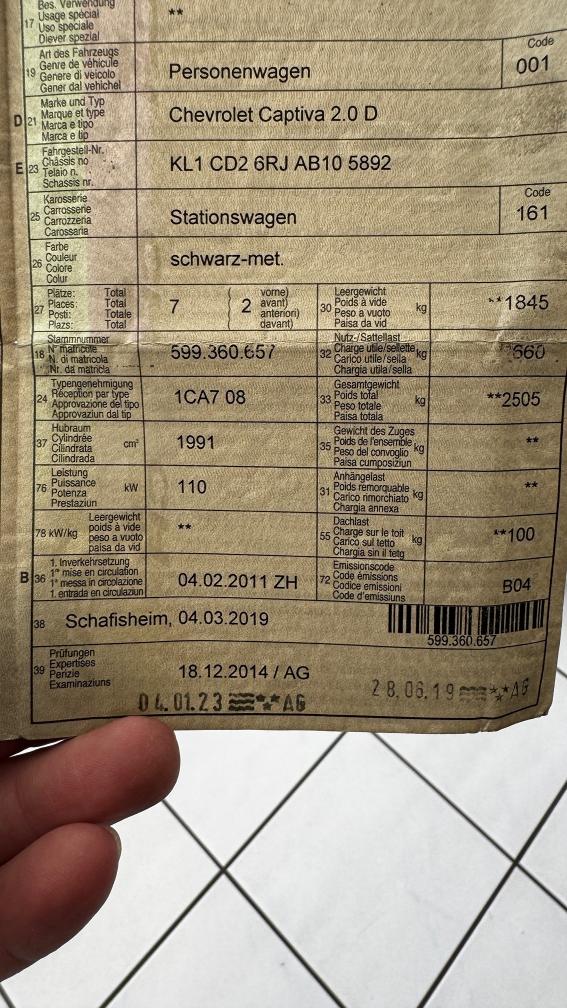 Bes. Verwendung
17 Usage spécial **
Uso speciale
Diever spezial
Art des Fahrzeugs Code
19 Genre de véhicule Personenwagen 001
Genere di veicolo
Gener dal vehichel
Marke und Typ
D 21 Marque et type Chevrolet Captiva 2.0 D
Marca e tipo
Marca e tip
Fahrgestell-Nr.
E 23 Châssis no KL1 CD2 6RJ AB10 5892
Telaio n.
Schassis nr.
Karosserie Code
25 Carrosserie Stationswagen 161
Carrozzeria
Carossaria
Farbe
26 Couleur schwarz-met.
Colore
Colur
Plätze: Total vorne) Leergewicht
27 Places: Total 7 2 avant) 30 Poids à vide kg **1845
Posti: Totale anteriori) Peso a vuoto
Plazs: Total davant) Paisa da vid
Stammnummer Nutz-/Sattellast
18 N° matricule 599.360.657 32 Charge utile/sellette kg **660
N. di matricola Carico utile/sella
Nr. da matricla Chargia utila/sella
Typengenehmigung Gesamtgewicht
24 Réception par type 1CA7 08 33 Poids total kg **2505
Approvazione del tipo Peso totale
Approvaziun dal tip Paisa totala
Hubraum Gewicht des Zuges
37 Cylindrée cm³ 1991 35 Poids de l'ensemble kg **
Cilindrata Peso del convoglio
Cilindrada Paisa cumposiziun
Leistung Anhängelast
76 Puissance kW 110 31 Poids remorquable kg **
Potenza Carico rimorchiato
Prestaziun Chargia annexa
Leergewicht Dachlast
78 kW/kg poids à vide ** 55 Charge sur le toit kg **100
peso a vuoto Carico sul tetto
paisa da vid Chargia sin il tetg
1. Inverkehrsetzung Emissionscode
B 36 1re mise en circulation 04.02.2011 ZH 72 Code émissions B04
1a messa in circolazione Codice emissioni
1. entrada en circulaziun Code d'emissiuns
38 Schafisheim, 04.03.2019
599.360.657
Prüfungen
39 Expertises 18.12.2014 / AG
Perizie
Examinaziuns
04.01.23 AG 28.06.19 AG